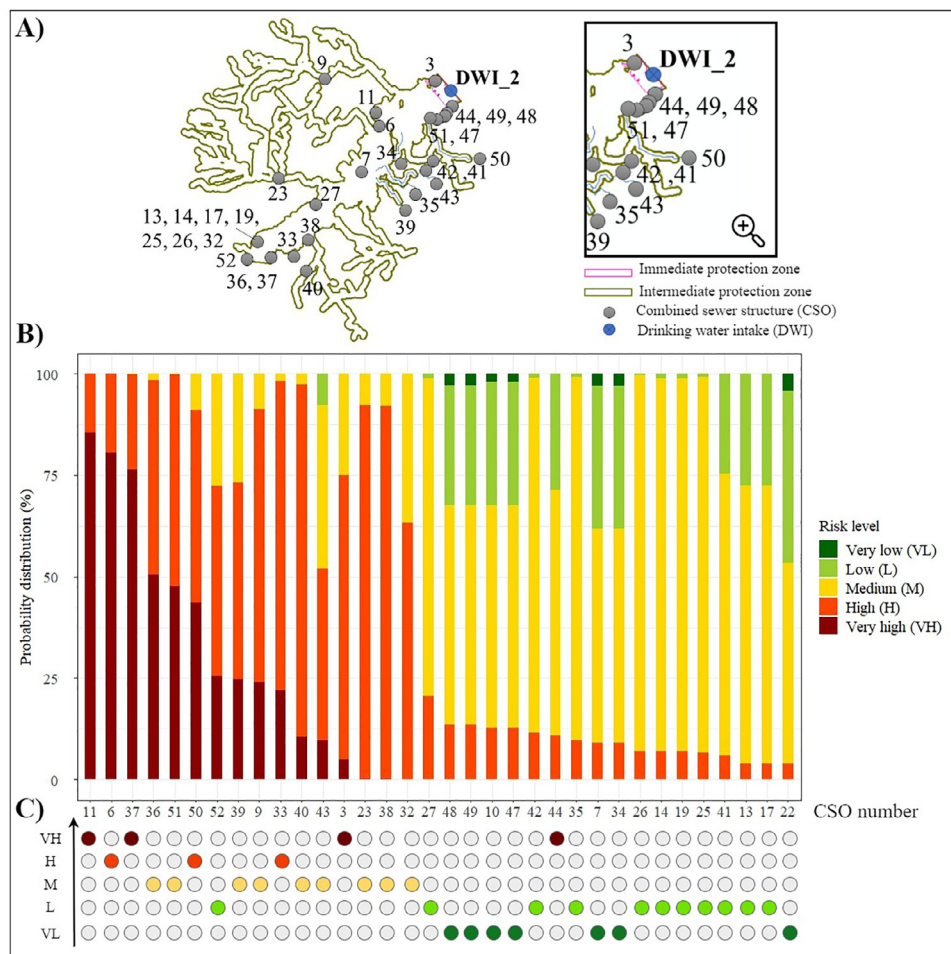 A)
9
3
DWI_2
11
6
44, 49, 48
51, 47
34
7
50
42 ,41
23
27
35
43
39
13, 14, 17, 19,
25, 26, 32
38
33
52
36, 37
40
3
DWI_2
44, 49, 48
51, 47
50
42 ,41
35
43
39
Immediate protection zone
Intermediate protection zone
Combined sewer structure (CSO)
Drinking water intake (DWI)
B)
Probability distribution (%)
100
75
50
25
0
Risk level
Very low (VL)
Low (L)
Medium (M)
High (H)
Very high (VH)
11 6 37 36 51 50 52 39 9 33 40 43 3 23 38 32 27 48 49 10 47 42 44 35 7 34 26 14 19 25 41 13 17 22 CSO number
C)
VH
H
M
L
VL